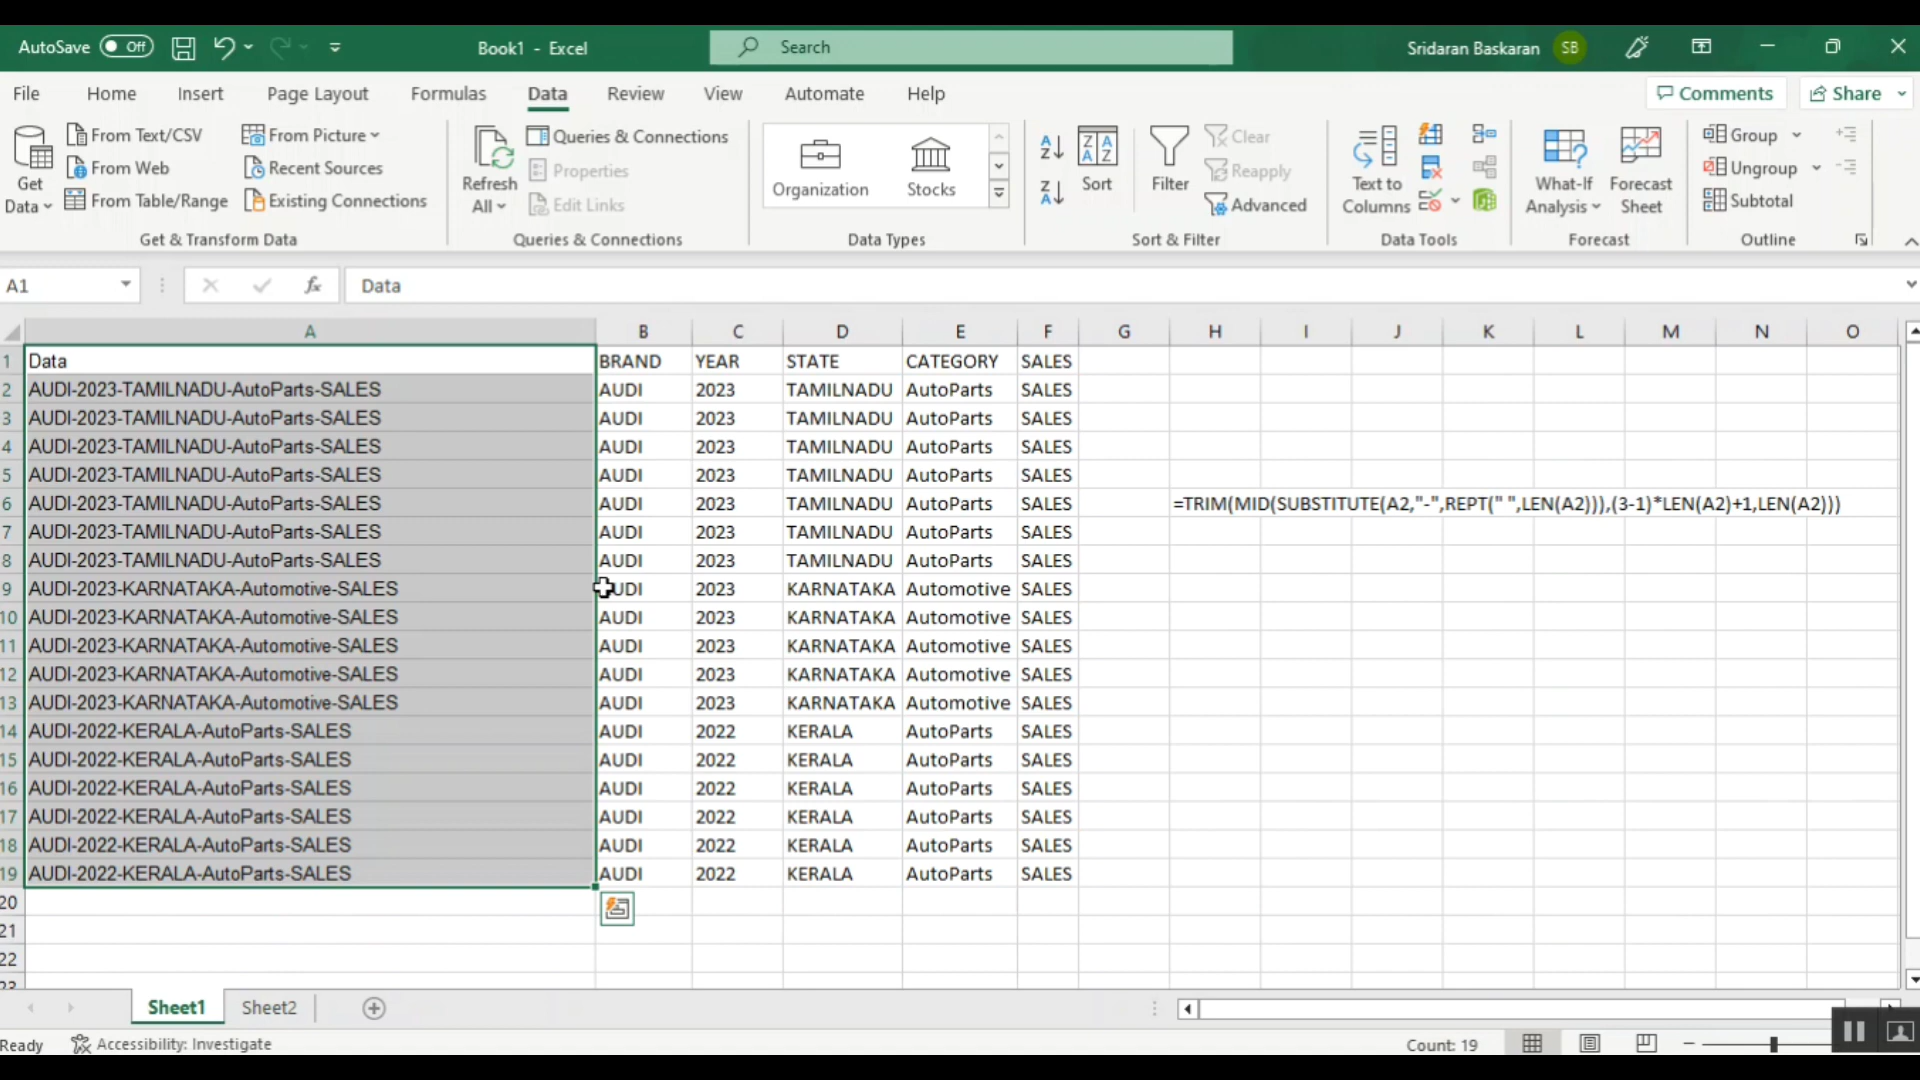 AutoSave Off Book1 - Excel Search Sridaran Baskaran SB
File Home Insert Page Layout Formulas Data Review View Automate Help Comments Share
Get Data From Text/CSV From Web From Table/Range From Picture Recent Sources Existing Connections
Get & Transform Data
Refresh All Queries & Connections Properties Edit Links
Queries & Connections
Organization Stocks
Data Types
Sort Filter Clear Reapply Advanced
Sort & Filter
Text to Columns
Data Tools
What-If Analysis Forecast Sheet
Forecast
Group Ungroup Subtotal
Outline
A1 fx Data
A B C D E F G H I J K L M N O
1 Data BRAND YEAR STATE CATEGORY SALES
2 AUDI-2023-TAMILNADU-AutoParts-SALES AUDI 2023 TAMILNADU AutoParts SALES
3 AUDI-2023-TAMILNADU-AutoParts-SALES AUDI 2023 TAMILNADU AutoParts SALES
4 AUDI-2023-TAMILNADU-AutoParts-SALES AUDI 2023 TAMILNADU AutoParts SALES
5 AUDI-2023-TAMILNADU-AutoParts-SALES AUDI 2023 TAMILNADU AutoParts SALES
6 AUDI-2023-TAMILNADU-AutoParts-SALES AUDI 2023 TAMILNADU AutoParts SALES =TRIM(MID(SUBSTITUTE(A2,"-",REPT(" ",LEN(A2))),(3-1)*LEN(A2)+1,LEN(A2)))
7 AUDI-2023-TAMILNADU-AutoParts-SALES AUDI 2023 TAMILNADU AutoParts SALES
8 AUDI-2023-TAMILNADU-AutoParts-SALES AUDI 2023 TAMILNADU AutoParts SALES
9 AUDI-2023-KARNATAKA-Automotive-SALES AUDI 2023 KARNATAKA Automotive SALES
10 AUDI-2023-KARNATAKA-Automotive-SALES AUDI 2023 KARNATAKA Automotive SALES
11 AUDI-2023-KARNATAKA-Automotive-SALES AUDI 2023 KARNATAKA Automotive SALES
12 AUDI-2023-KARNATAKA-Automotive-SALES AUDI 2023 KARNATAKA Automotive SALES
13 AUDI-2023-KARNATAKA-Automotive-SALES AUDI 2023 KARNATAKA Automotive SALES
14 AUDI-2022-KERALA-AutoParts-SALES AUDI 2022 KERALA AutoParts SALES
15 AUDI-2022-KERALA-AutoParts-SALES AUDI 2022 KERALA AutoParts SALES
16 AUDI-2022-KERALA-AutoParts-SALES AUDI 2022 KERALA AutoParts SALES
17 AUDI-2022-KERALA-AutoParts-SALES AUDI 2022 KERALA AutoParts SALES
18 AUDI-2022-KERALA-AutoParts-SALES AUDI 2022 KERALA AutoParts SALES
19 AUDI-2022-KERALA-AutoParts-SALES AUDI 2022 KERALA AutoParts SALES
20
21
22
23
Sheet1 Sheet2
Ready Accessibility: Investigate Count: 19